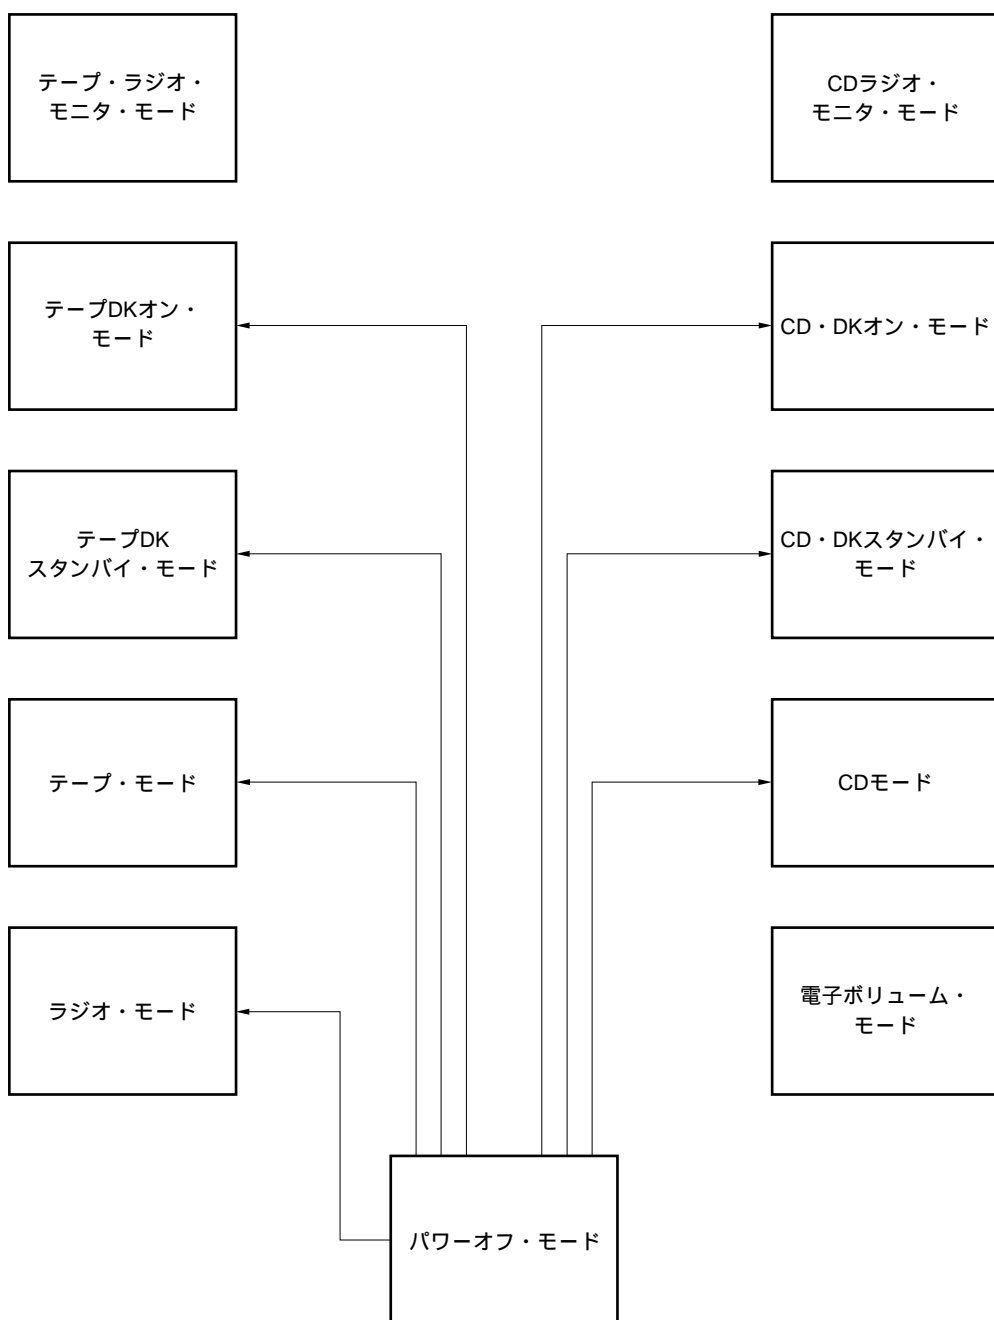 テープ・ラジオ・
モニタ・モード
CDラジオ・
モニタ・モード
テープDKオン・
モード
CD・DKオン・モード
テープDK
スタンバイ・モード
CD・DKスタンバイ・
モード
テープ・モード
CDモード
ラジオ・モード
電子ボリューム・
モード
パワーオフ・モード